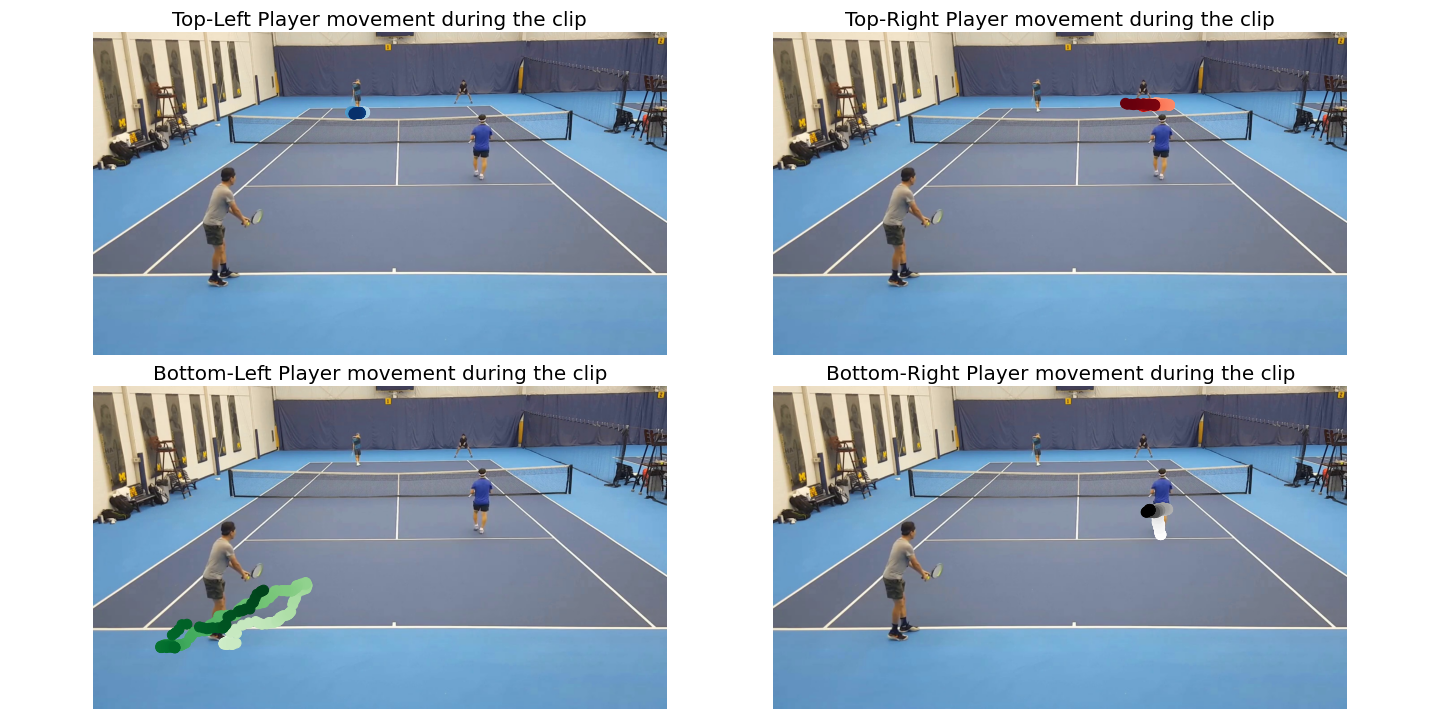 Top-Left Player movement during the clip
Top-Right Player movement during the clip
Bottom-Left Player movement during the clip
Bottom-Right Player movement during the clip